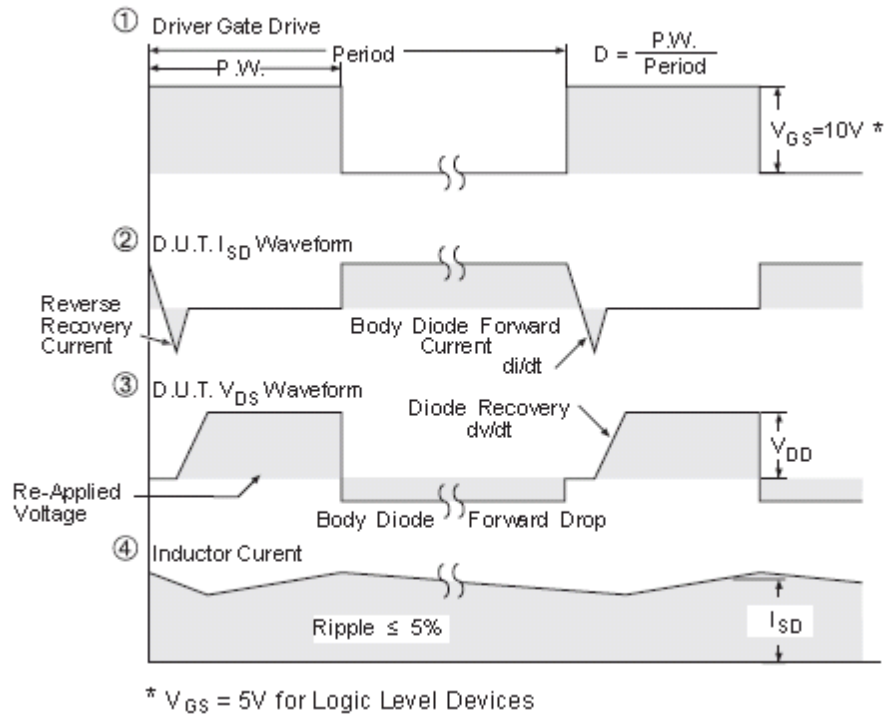 ① Driver Gate Drive
Period
P.W.
D = P.W. / Period
V_GS=10V *
② D.U.T. I_SD Waveform
Reverse
Recovery
Current
Body Diode Forward
Current
di/dt
③ D.U.T. V_DS Waveform
Diode Recovery
dv/dt
V_DD
Re-Applied
Voltage
Body Diode Forward Drop
④ Inductor Curent
Ripple ≤ 5%
I_SD
* V_GS = 5V for Logic Level Devices